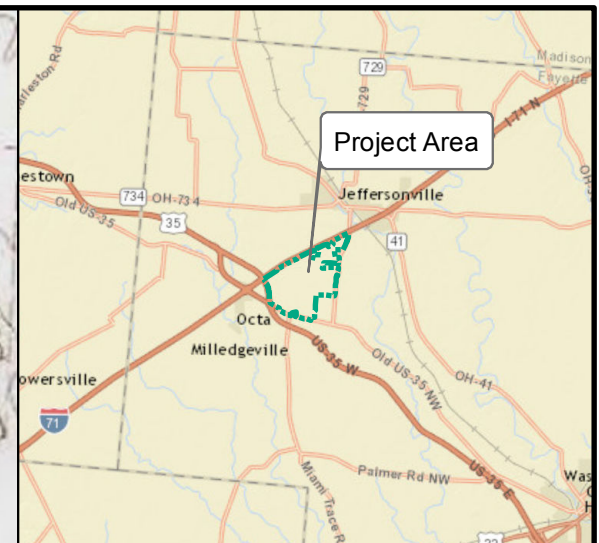 Madison
Fayette
729
729
I 71 N
arleston Rd
Project Area
estown
734
OH-734
Old US-35
35
Jeffersonville
41
Octa
Milledgeville
US-35-W
Old US-35 NW
OH-41
owersville
71
Palmer Rd NW
US-35-E
Miami Trace R
Was